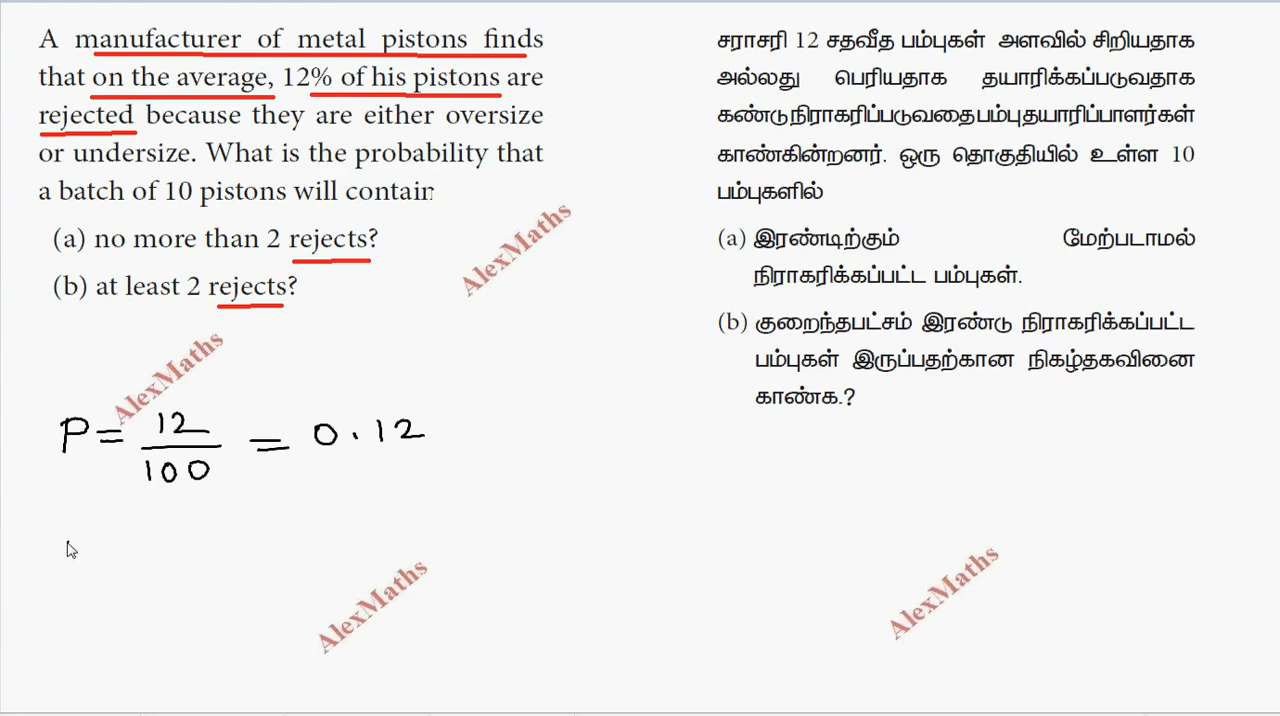 A manufacturer of metal pistons finds
that on the average, 12% of his pistons are
rejected because they are either oversize
or undersize. What is the probability that
a batch of 10 pistons will contain
(a) no more than 2 rejects?
(b) at least 2 rejects?
சராசரி 12 சதவீத பம்புகள் அளவில் சிறியதாக
அல்லது பெரியதாக தயாரிக்கப்படுவதாக
கண்டுநிராகரிப்படுவதைபம்புதயாரிப்பாளர்கள்
காண்கின்றனர். ஒரு தொகுதியில் உள்ள 10
பம்புகளில்
(a) இரண்டிற்கும் மேற்படாமல்
நிராகரிக்கப்பட்ட பம்புகள்.
(b) குறைந்தபட்சம் இரண்டு நிராகரிக்கப்பட்ட
பம்புகள் இருப்பதற்கான நிகழ்தகவினை
காண்க.?
AlexMaths
AlexMaths
P = 12/100 = 0.12
AlexMaths
AlexMaths